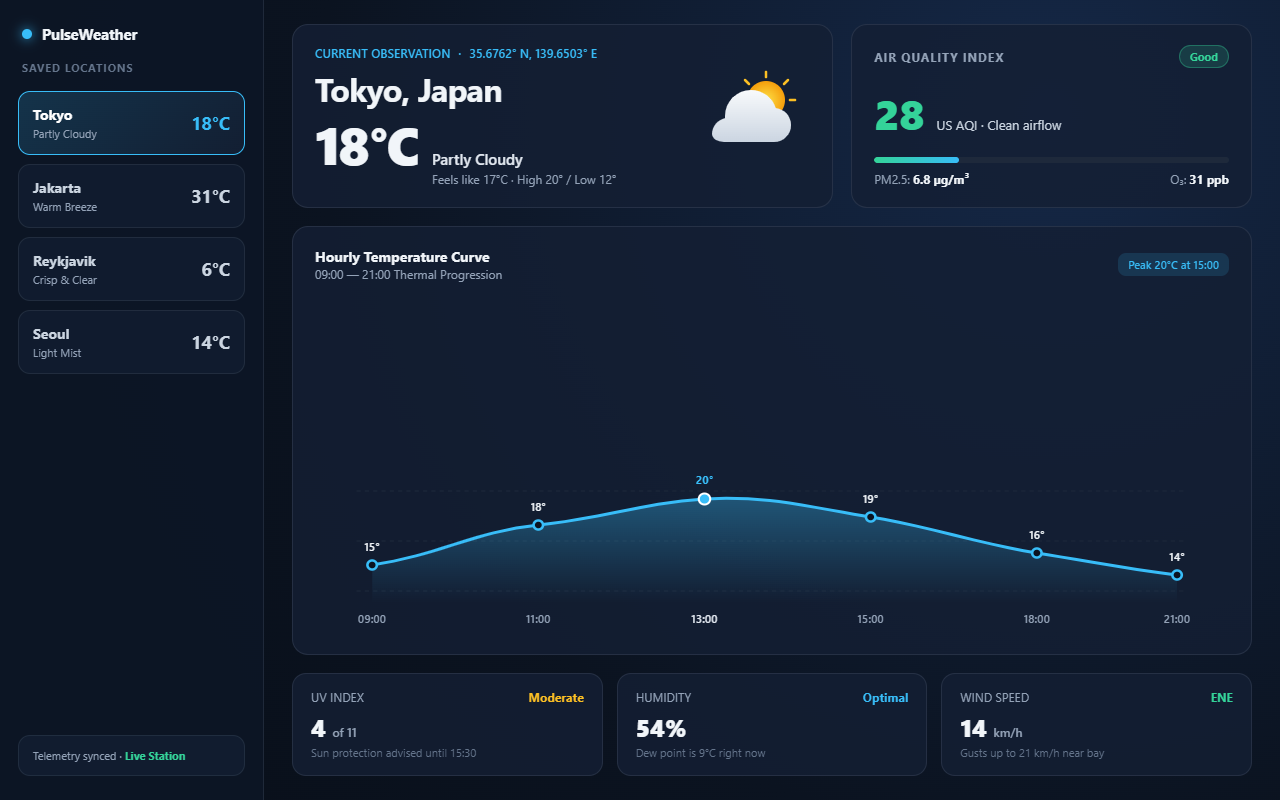 PulseWeather
SAVED LOCATIONS
Tokyo
Partly Cloudy
18°C
Jakarta
Warm Breeze
31°C
Reykjavik
Crisp & Clear
6°C
Seoul
Light Mist
14°C
Telemetry synced · Live Station
CURRENT OBSERVATION · 35.6762° N, 139.6503° E
Tokyo, Japan
18°C
Partly Cloudy
Feels like 17°C · High 20° / Low 12°
AIR QUALITY INDEX
Good
28
US AQI · Clean airflow
PM2.5: 6.8 µg/m³
O₃: 31 ppb
Hourly Temperature Curve
09:00 — 21:00 Thermal Progression
Peak 20°C at 15:00
15°
18°
20°
19°
16°
14°
09:00
11:00
13:00
15:00
18:00
21:00
UV INDEX
Moderate
4 of 11
Sun protection advised until 15:30
HUMIDITY
Optimal
54%
Dew point is 9°C right now
WIND SPEED
ENE
14 km/h
Gusts up to 21 km/h near bay